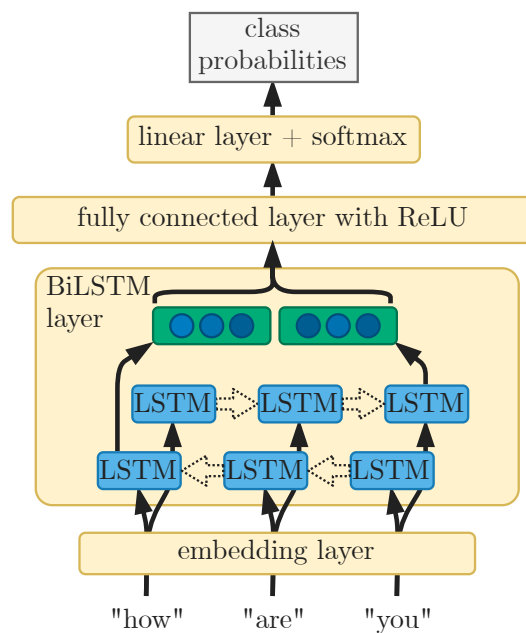 class
probabilities
linear layer + softmax
fully connected layer with ReLU
BiLSTM
layer
LSTM LSTM LSTM
LSTM LSTM LSTM
embedding layer
"how" "are" "you"